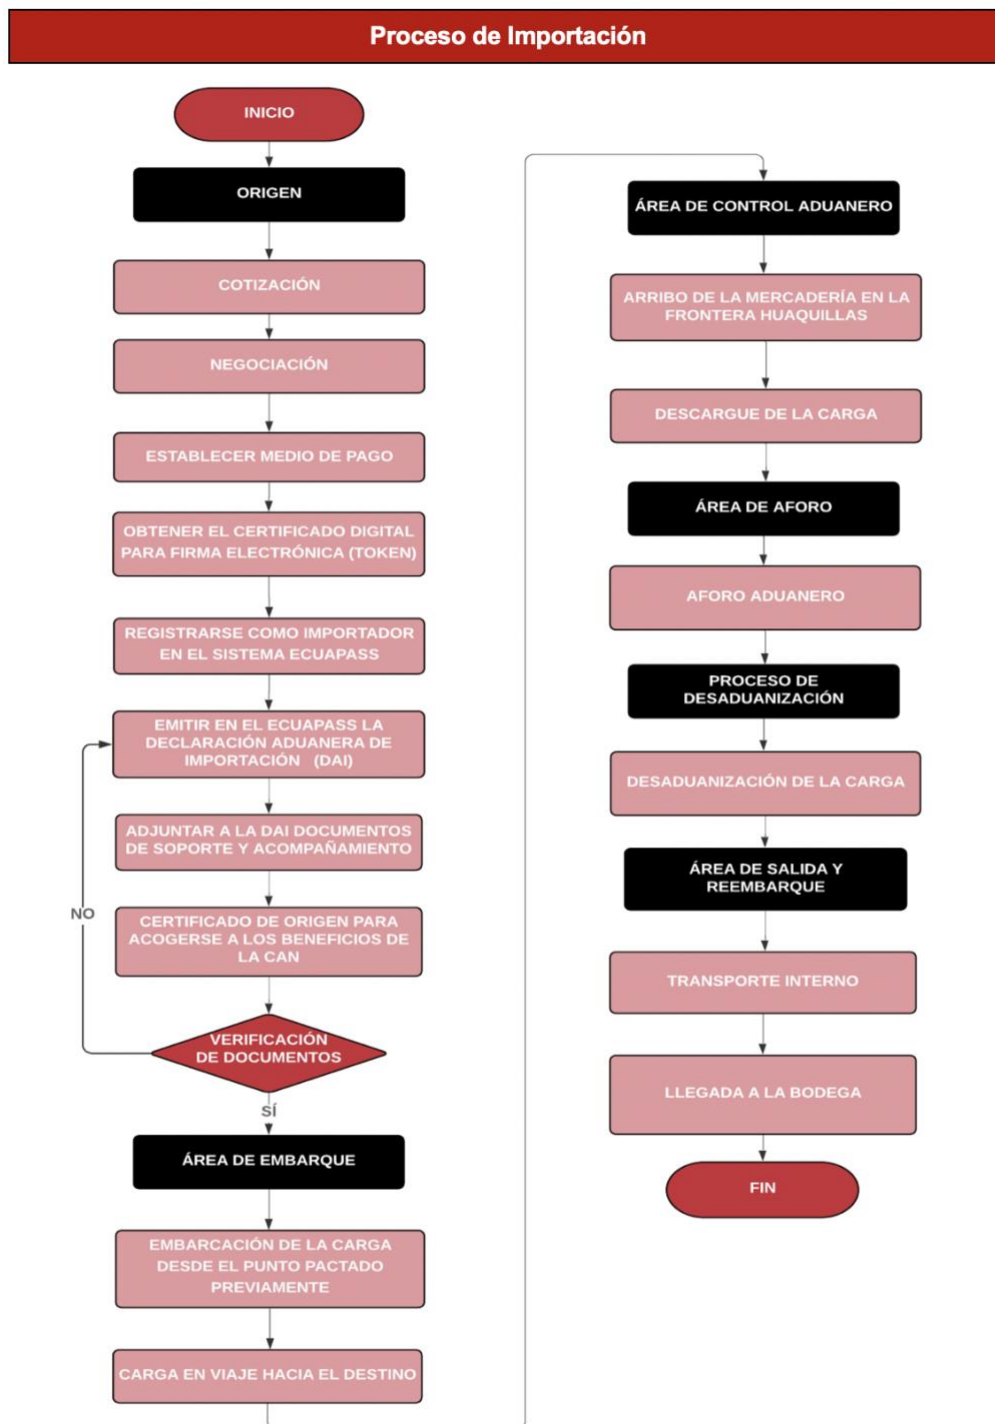 Proceso de Importación
INICIO
ORIGEN
COTIZACIÓN
NEGOCIACIÓN
ESTABLECER MEDIO DE PAGO
OBTENER EL CERTIFICADO DIGITAL
PARA FIRMA ELECTRÓNICA (TOKEN)
REGISTRARSE COMO IMPORTADOR
EN EL SISTEMA ECUAPASS
EMITIR EN EL ECUAPASS LA
DECLARACIÓN ADUANERA DE
IMPORTACIÓN (DAI)
ADJUNTAR A LA DAI DOCUMENTOS
DE SOPORTE Y ACOMPAÑAMIENTO
NO
CERTIFICADO DE ORIGEN PARA
ACOGERSE A LOS BENEFICIOS DE
LA CAN
VERIFICACIÓN
DE DOCUMENTOS
SÍ
ÁREA DE EMBARQUE
EMBARCACIÓN DE LA CARGA
DESDE EL PUNTO PACTADO
PREVIAMENTE
CARGA EN VIAJE HACIA EL DESTINO
ÁREA DE CONTROL ADUANERO
ARRIBO DE LA MERCADERÍA EN LA
FRONTERA HUAQUILLAS
DESCARGUE DE LA CARGA
ÁREA DE AFORO
AFORO ADUANERO
PROCESO DE
DESADUANIZACIÓN
DESADUANIZACIÓN DE LA CARGA
ÁREA DE SALIDA Y
REEMBARQUE
TRANSPORTE INTERNO
LLEGADA A LA BODEGA
FIN